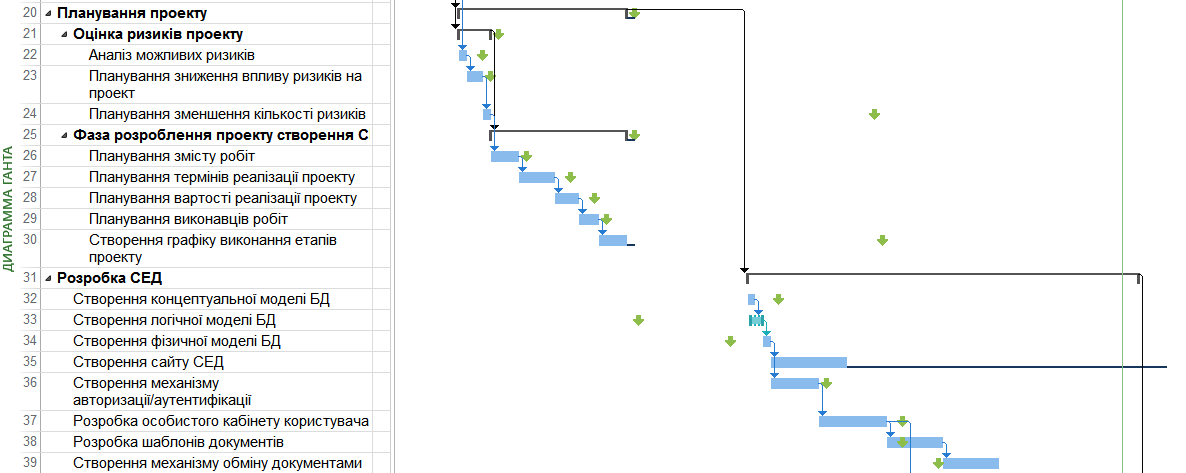 ДИАГРАММА ГАНТА
20 Планування проекту
21 Оцінка ризиків проекту
22 Аналіз можливих ризиків
23 Планування зниження впливу ризиків на
проект
24 Планування зменшення кількості ризиків
25 Фаза розроблення проекту створення С
26 Планування змісту робіт
27 Планування термінів реалізації проекту
28 Планування вартості реалізації проекту
29 Планування виконавців робіт
30 Створення графіку виконання етапів
проекту
31 Розробка СЕД
32 Створення концептуальної моделі БД
33 Створення логічної моделі БД
34 Створення фізичної моделі БД
35 Створення сайту СЕД
36 Створення механізму
авторизації/аутентифікації
37 Розробка особистого кабінету користувача
38 Розробка шаблонів документів
39 Створення механізму обміну документами